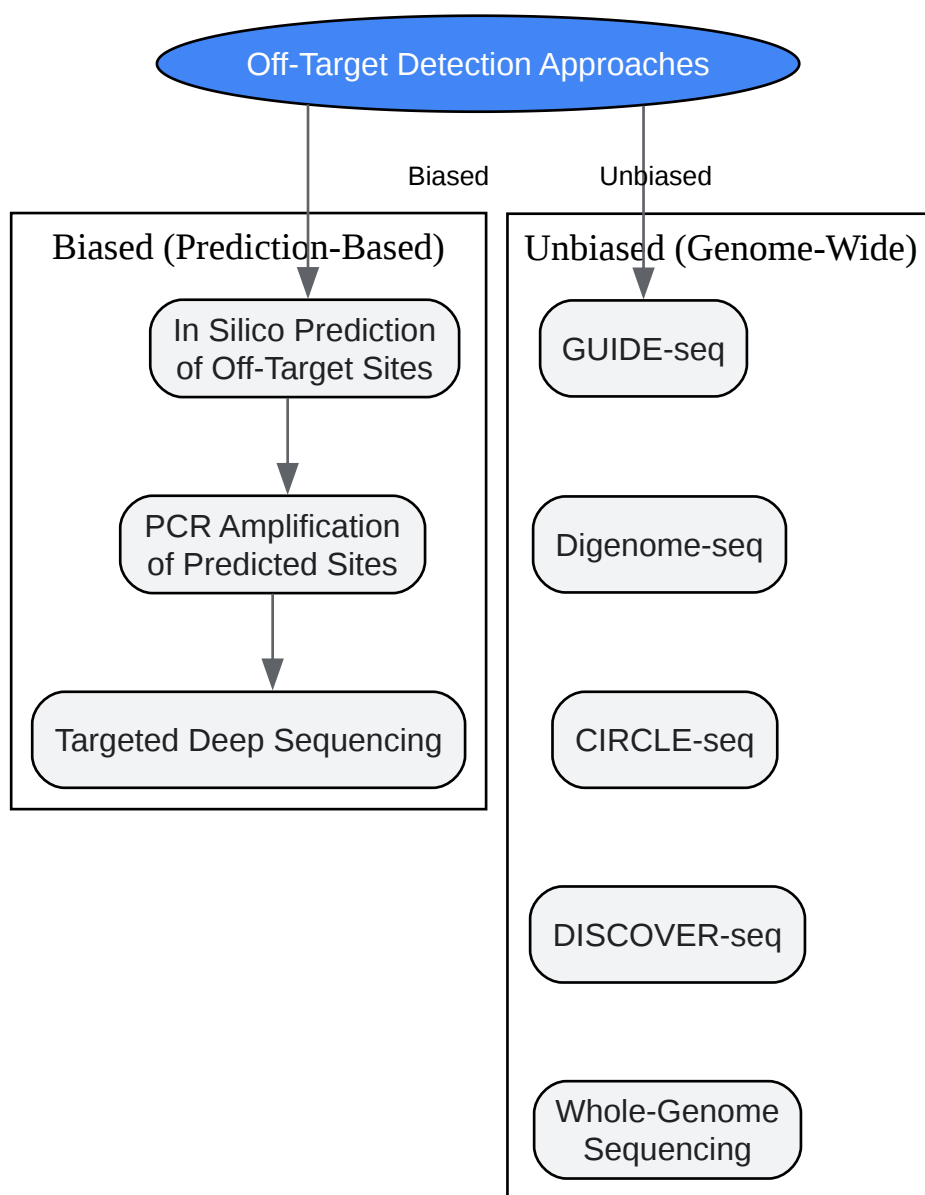 Off-Target Detection Approaches
Biased
Unbiased
Biased (Prediction-Based)
In Silico Prediction
of Off-Target Sites
PCR Amplification
of Predicted Sites
Targeted Deep Sequencing
Unbiased (Genome-Wide)
GUIDE-seq
Digenome-seq
CIRCLE-seq
DISCOVER-seq
Whole-Genome
Sequencing